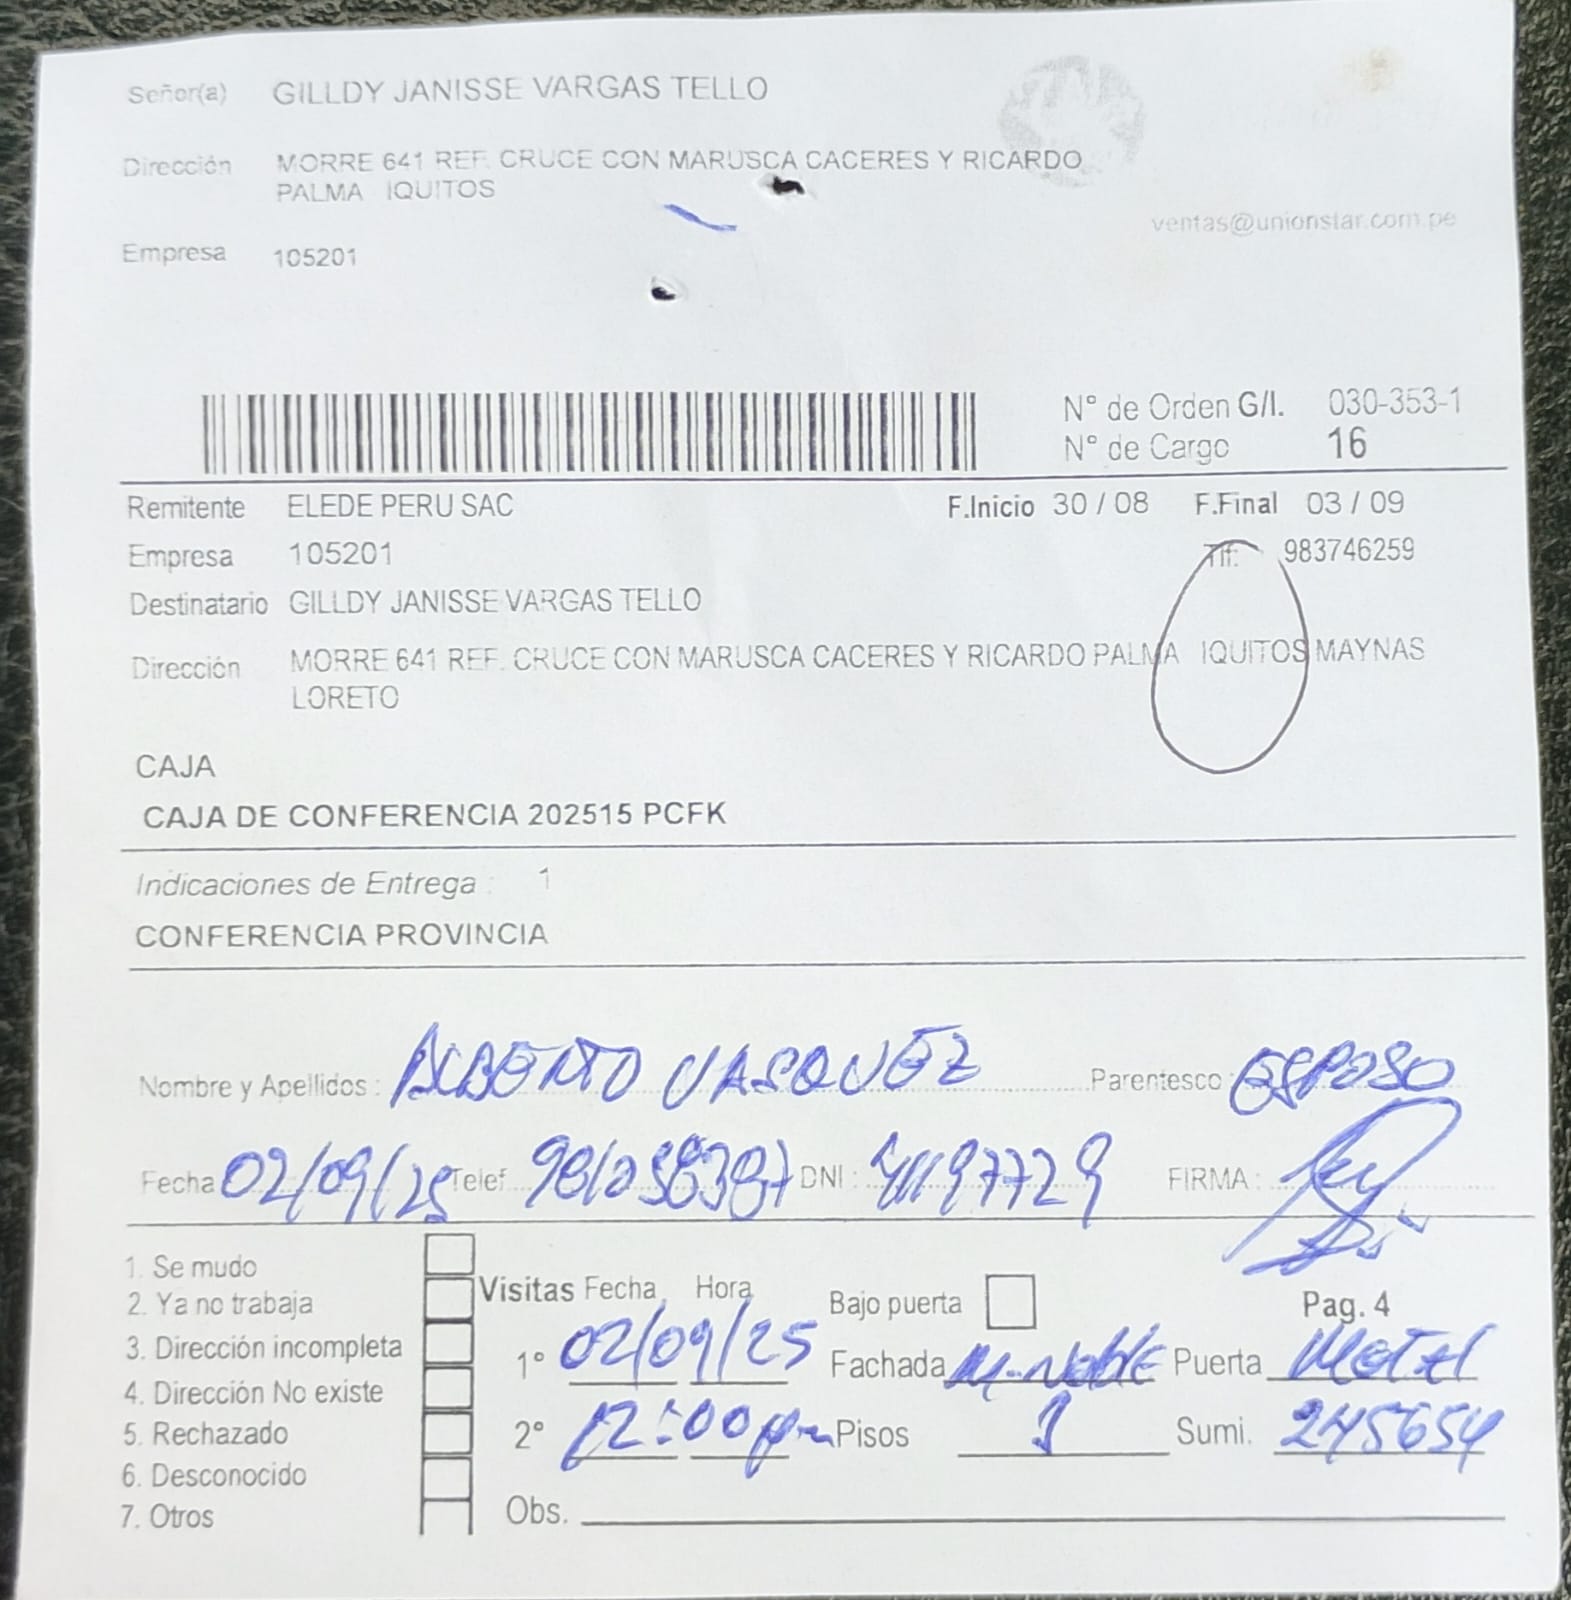 Señor(a) GILLDY JANISSE VARGAS TELLO
Dirección MORRE 641 REF. CRUCE CON MARUSCA CACERES Y RICARDO
PALMA IQUITOS
ventas@unionstar.com.pe
Empresa 105201
N° de Orden G/I. 030-353-1
N° de Cargo 16
Remitente ELEDE PERU SAC F.Inicio 30 / 08 F.Final 03 / 09
Empresa 105201 Tlf: 983746259
Destinatario GILLDY JANISSE VARGAS TELLO
Dirección MORRE 641 REF. CRUCE CON MARUSCA CACERES Y RICARDO PALMA IQUITOS MAYNAS
LORETO
CAJA
CAJA DE CONFERENCIA 202515 PCFK
Indicaciones de Entrega : 1
CONFERENCIA PROVINCIA
Nombre y Apellidos : ALBERTO VASQUEZ Parentesco ESPOSO
Fecha 02/09/25 Telef. 981058387 DNI : 41197729 FIRMA :
1. Se mudo
2. Ya no trabaja
3. Dirección incompleta
4. Dirección No existe
5. Rechazado
6. Desconocido
7. Otros
Visitas Fecha Hora Bajo puerta Pag. 4
1° 02/09/25 Fachada M. Noble Puerta Metal
2° 12:00 pm Pisos 1 Sumi. 245654
Obs.